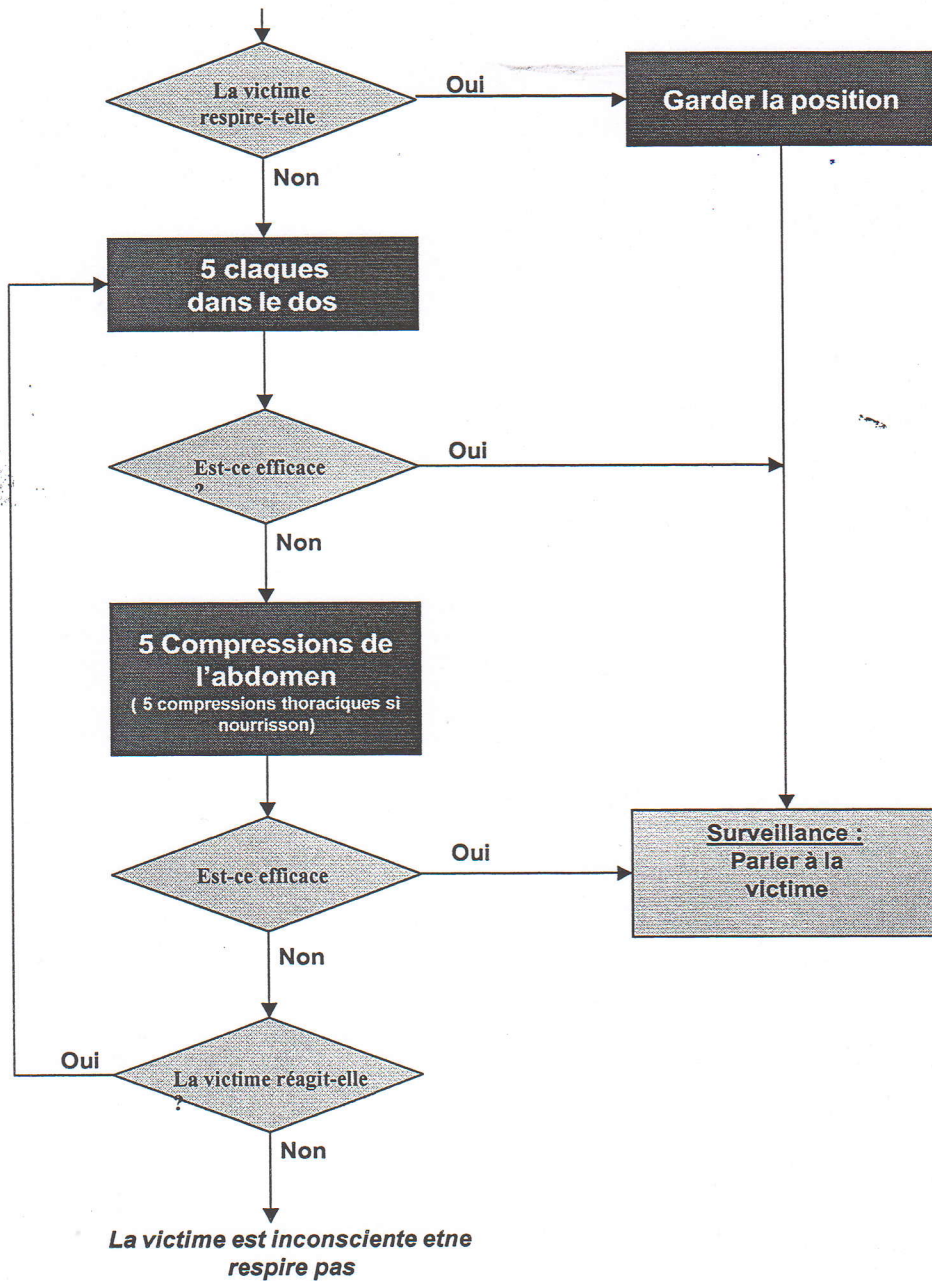 La victime
respire-t-elle
Oui
Garder la position
Non
5 claques
dans le dos
Est-ce efficace
?
Oui
Non
5 Compressions de
l'abdomen
( 5 compressions thoraciques si
nourrisson)
Est-ce efficace
Oui
Surveillance :
Parler à la
victime
Non
Oui
La victime réagit-elle
?
Non
La victime est inconsciente etne
respire pas